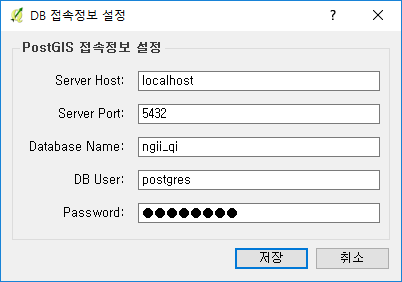 DB 접속정보 설정
PostGIS 접속정보 설정
Server Host: localhost
Server Port: 5432
Database Name: ngii_qi
DB User: postgres
Password: ●●●●●●●●
저장 취소